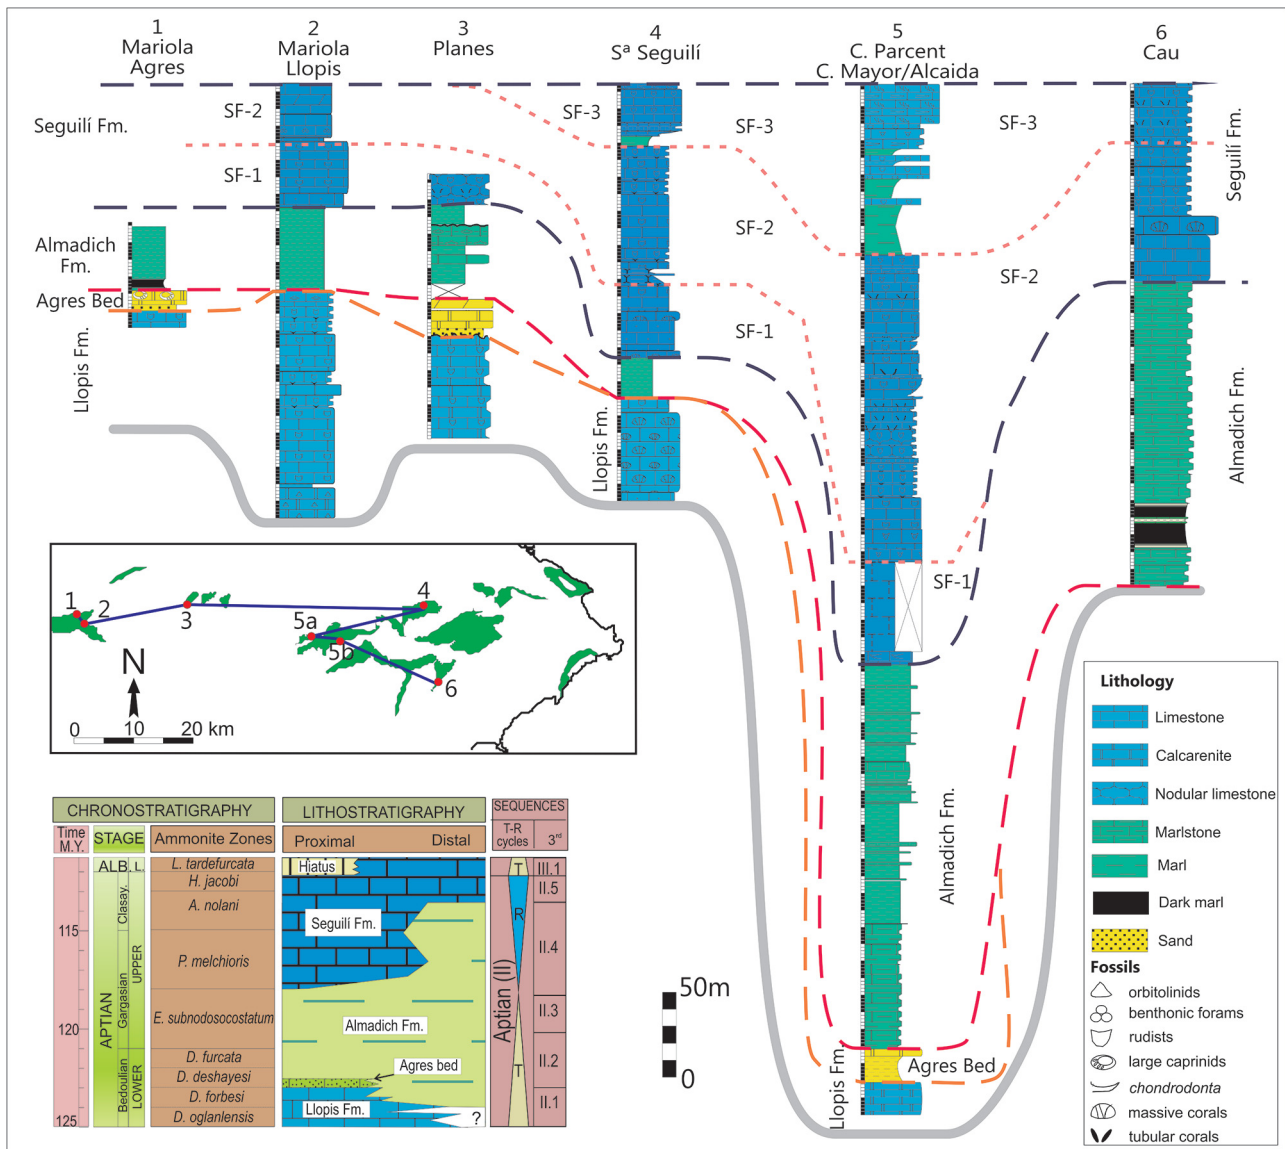 1
Mariola
Agres
2
Mariola
Llopis
3
Planes
4
Sª Seguilí
5
C. Parcent
C. Mayor/Alcaida
6
Cau
Seguilí Fm.
SF-2
SF-1
SF-3
SF-3
SF-3
SF-2
SF-2
SF-1
SF-1
Seguilí Fm.
Almadich
Fm.
Agres Bed
Llopis Fm.
Llopis Fm.
Almadich Fm.
Almadich Fm.
Agres Bed
Llopis Fm.
1
2
3
4
5a
5b
6
N
0 10 20 km
50m
0
CHRONOSTRATIGRAPHY
LITHOSTRATIGRAPHY
SEQUENCES
Time
M.Y.
STAGE
Ammonite Zones
Proximal Distal
T-R
cycles
3rd
ALB. L.
L. tardefurcata
H. jacobi
A. nolani
P. melchioris
E. subnodosocostatum
D. furcata
D. deshayesi
D. forbesi
D. oglanlensis
115
120
125
APTIAN
Clasay.
Gargasian
Bedoulian
UPPER
LOWER
Hiatus
Seguilí Fm.
Almadich Fm.
Agres bed
Llopis Fm.
?
Aptian (II)
T
R
T
III.1
II.5
II.4
II.3
II.2
II.1
Lithology
Limestone
Calcarenite
Nodular limestone
Marlstone
Marl
Dark marl
Sand
Fossils
orbitolinids
benthonic forams
rudists
large caprinids
chondrodonta
massive corals
tubular corals